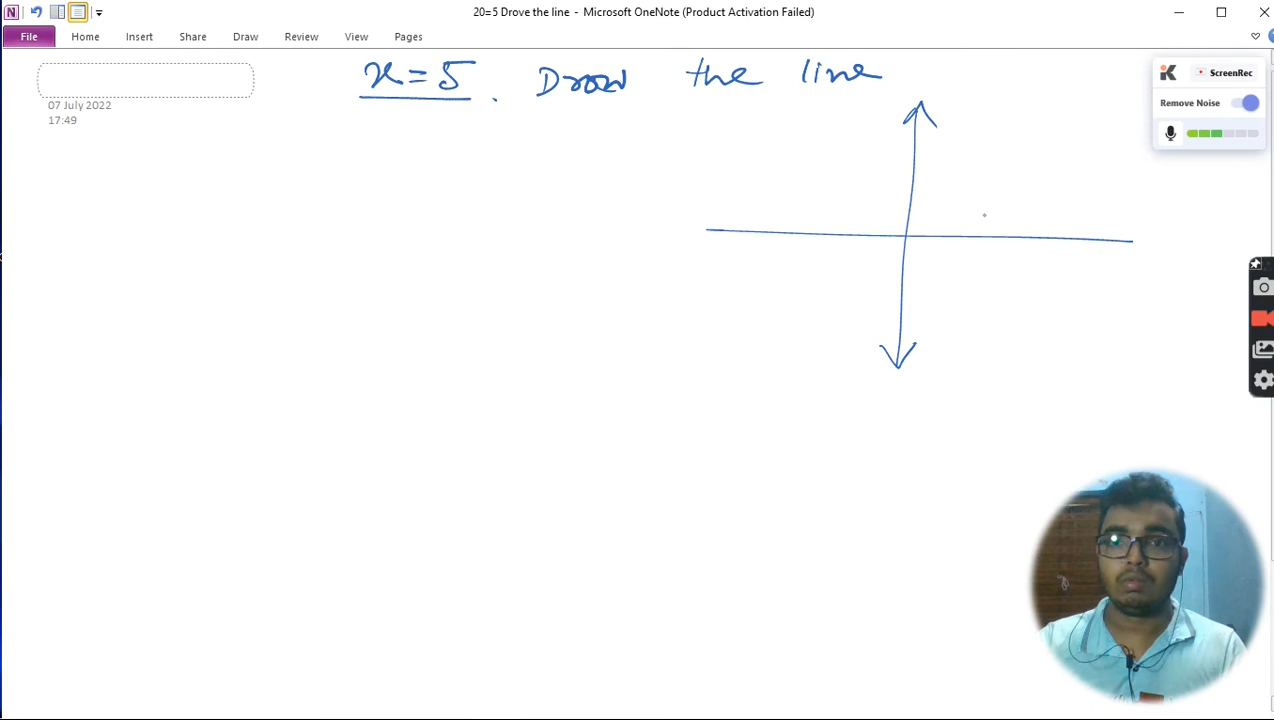 20=5 Drove the line - Microsoft OneNote (Product Activation Failed)
File Home Insert Share Draw Review View Pages
x=5. Draw the line
07 July 2022
17:49
ScreenRec
Remove Noise